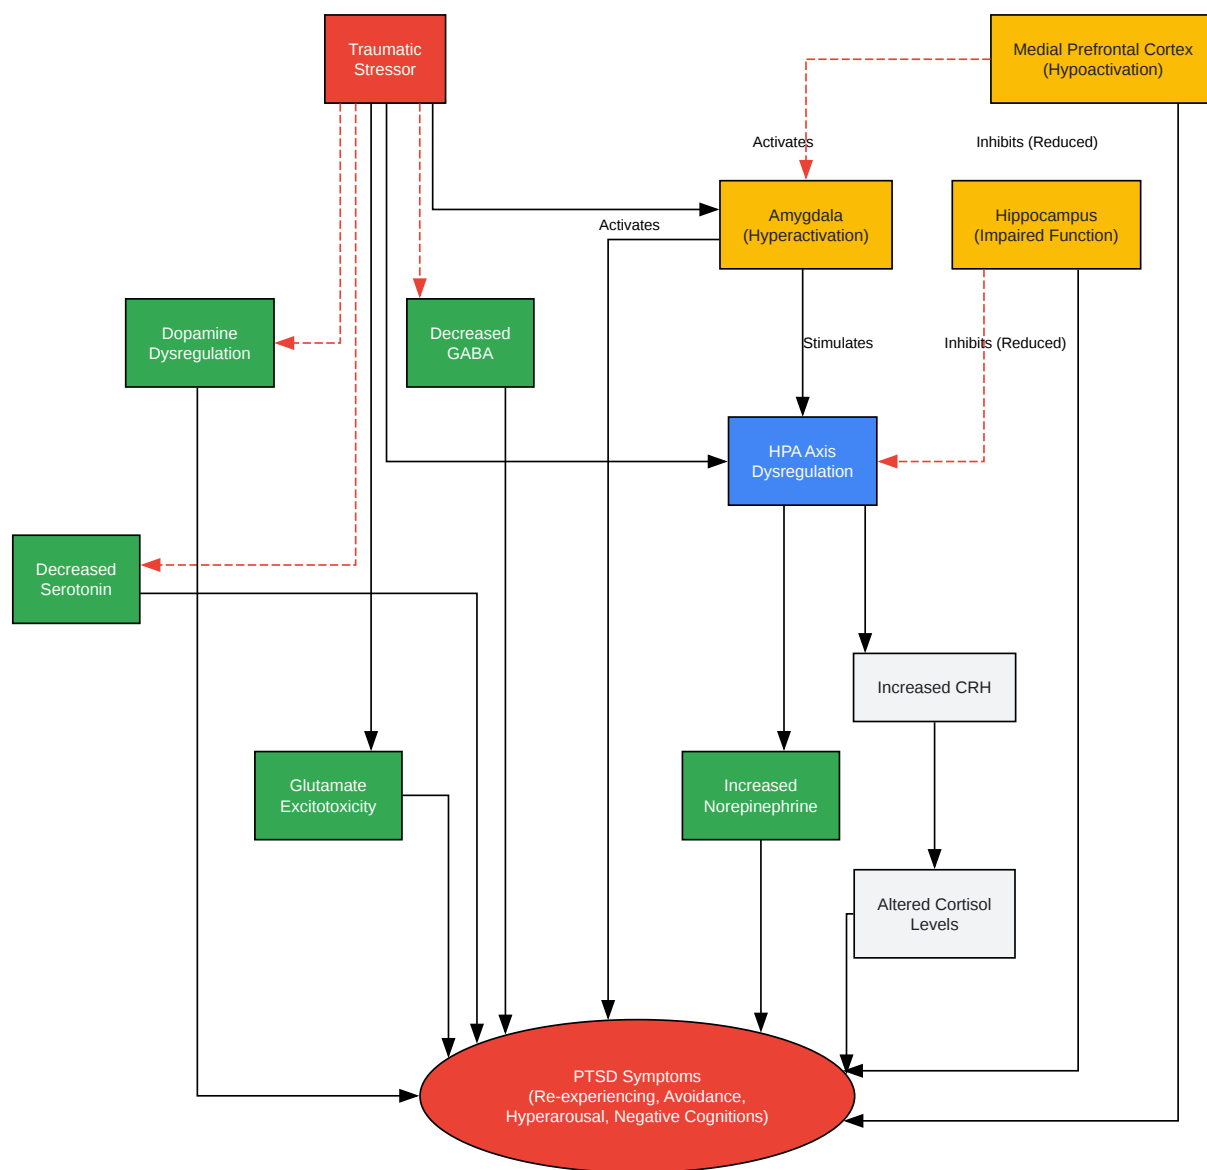 Traumatic
Stressor
Medial Prefrontal Cortex
(Hypoactivation)
Activates
Inhibits (Reduced)
Amygdala
(Hyperactivation)
Hippocampus
(Impaired Function)
Activates
Dopamine
Dysregulation
Decreased
GABA
Stimulates
Inhibits (Reduced)
HPA Axis
Dysregulation
Decreased
Serotonin
Increased CRH
Glutamate
Excitotoxicity
Increased
Norepinephrine
Altered Cortisol
Levels
PTSD Symptoms
(Re-experiencing, Avoidance,
Hyperarousal, Negative Cognitions)